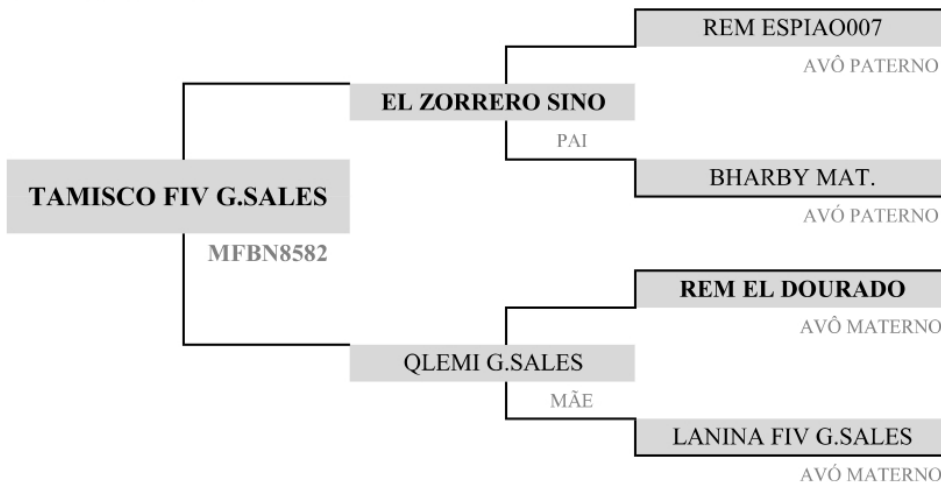 REM ESPIAO007
AVÔ PATERNO
EL ZORRERO SINO
PAI
BHARBY MAT.
AVÓ PATERNO
TAMISCO FIV G.SALES
MFBN8582
REM EL DOURADO
AVÔ MATERNO
QLEMI G.SALES
MÃE
LANINA FIV G.SALES
AVÓ MATERNO